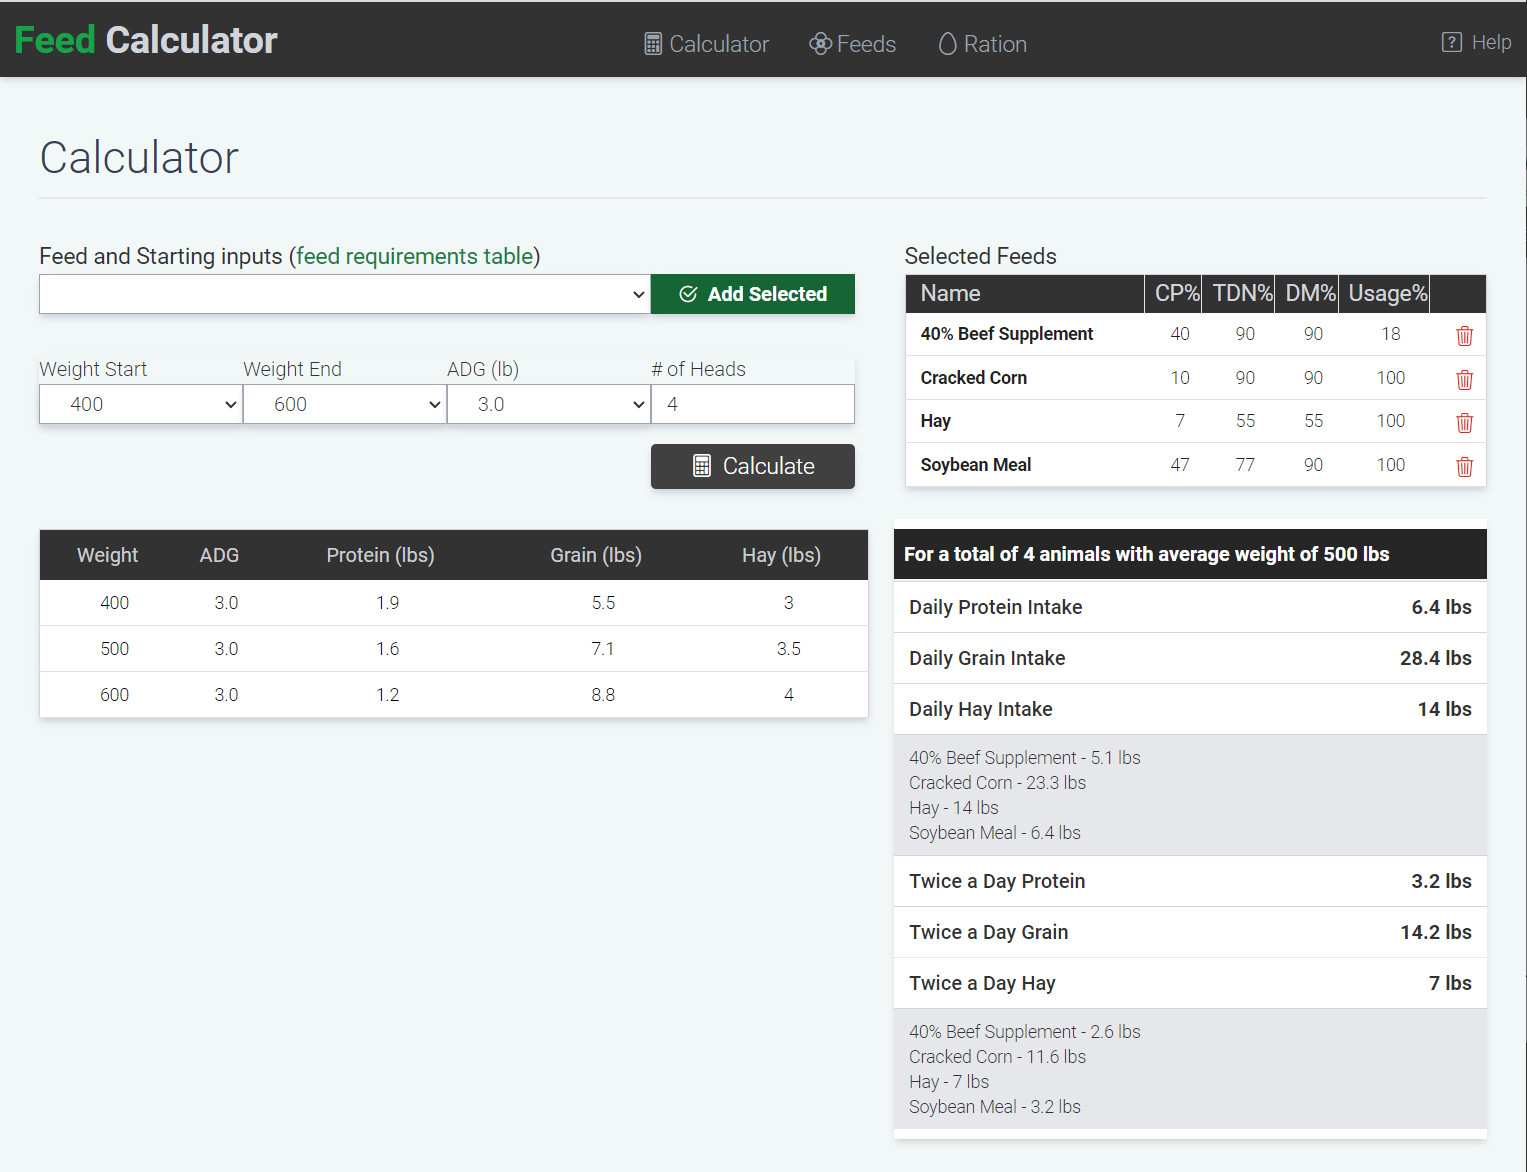 Feed Calculator
Calculator Feeds Ration
Help
Calculator
Feed and Starting inputs (feed requirements table)
Add Selected
Weight Start Weight End ADG (lb) # of Heads
400 600 3.0 4
Calculate
Selected Feeds
Name CP% TDN% DM% Usage%
40% Beef Supplement 40 90 90 18
Cracked Corn 10 90 90 100
Hay 7 55 55 100
Soybean Meal 47 77 90 100
Weight ADG Protein (lbs) Grain (lbs) Hay (lbs)
400 3.0 1.9 5.5 3
500 3.0 1.6 7.1 3.5
600 3.0 1.2 8.8 4
For a total of 4 animals with average weight of 500 lbs
Daily Protein Intake 6.4 lbs
Daily Grain Intake 28.4 lbs
Daily Hay Intake 14 lbs
40% Beef Supplement - 5.1 lbs
Cracked Corn - 23.3 lbs
Hay - 14 lbs
Soybean Meal - 6.4 lbs
Twice a Day Protein 3.2 lbs
Twice a Day Grain 14.2 lbs
Twice a Day Hay 7 lbs
40% Beef Supplement - 2.6 lbs
Cracked Corn - 11.6 lbs
Hay - 7 lbs
Soybean Meal - 3.2 lbs